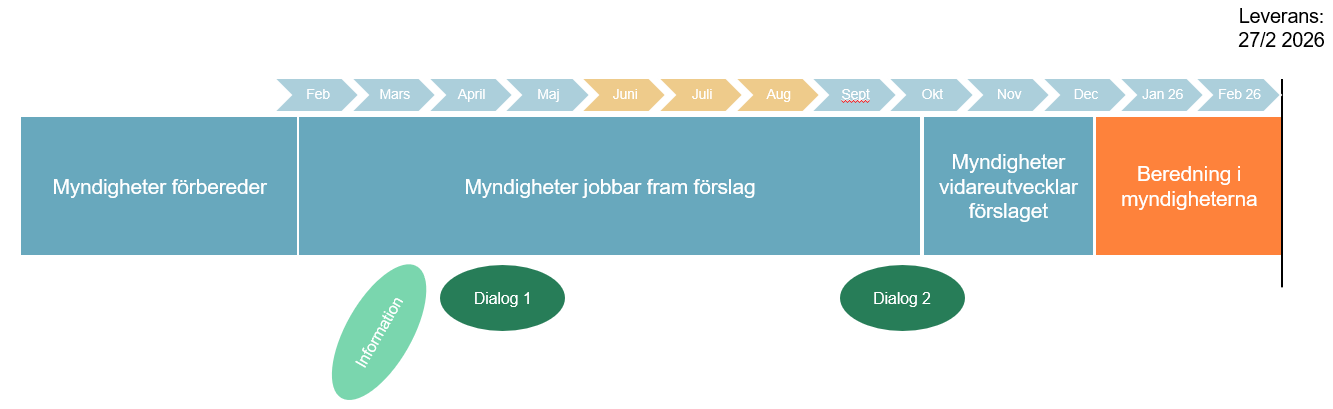 Leverans:
27/2 2026
Feb
Mars
April
Maj
Juni
Juli
Aug
Sept
Okt
Nov
Dec
Jan 26
Feb 26
Myndigheter förbereder
Myndigheter jobbar fram förslag
Myndigheter
vidareutvecklar
förslaget
Beredning i
myndigheterna
Information
Dialog 1
Dialog 2